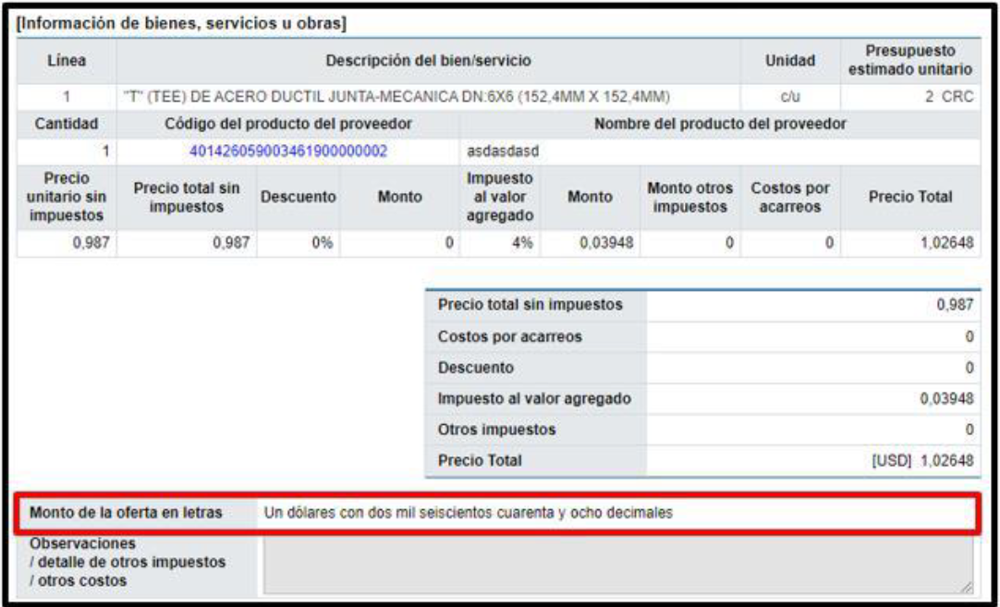 [Información de bienes, servicios u obras]
Línea Descripción del bien/servicio Unidad Presupuesto estimado unitario
1 "T" (TEE) DE ACERO DUCTIL JUNTA-MECANICA DN:6X6 (152,4MM X 152,4MM) c/u 2 CRC
Cantidad Código del producto del proveedor Nombre del producto del proveedor
1 401426059003461900000002 asdasdasd
Precio unitario sin impuestos Precio total sin impuestos Descuento Monto Impuesto al valor agregado Monto Monto otros impuestos Costos por acarreos Precio Total
0,987 0,987 0% 0 4% 0,03948 0 0 1,02648
Precio total sin impuestos 0,987
Costos por acarreos 0
Descuento 0
Impuesto al valor agregado 0,03948
Otros impuestos 0
Precio Total [USD] 1,02648
Monto de la oferta en letras Un dólares con dos mil seiscientos cuarenta y ocho decimales
Observaciones
/ detalle de otros impuestos
/ otros costos